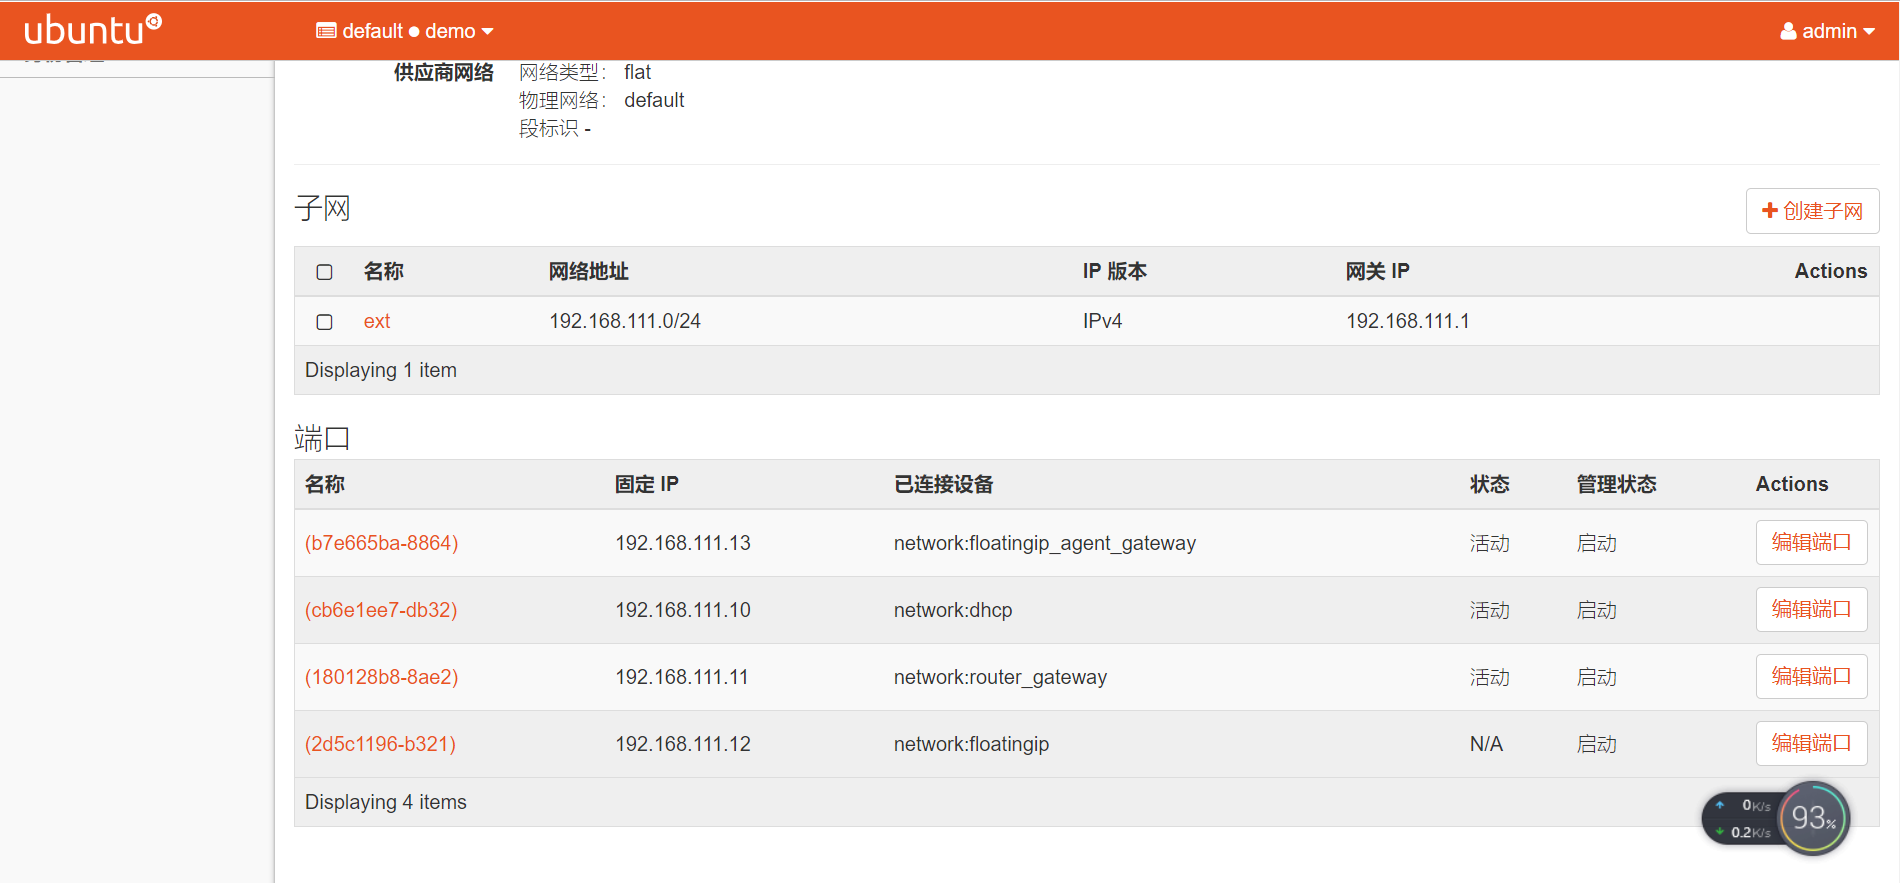 ubuntu
default ● demo
admin
供应商网络 网络类型： flat
物理网络： default
段标识 -
子网
创建子网
名称 网络地址 IP 版本 网关 IP Actions
ext 192.168.111.0/24 IPv4 192.168.111.1
Displaying 1 item
端口
名称 固定 IP 已连接设备 状态 管理状态 Actions
(b7e665ba-8864) 192.168.111.13 network:floatingip_agent_gateway 活动 启动 编辑端口
(cb6e1ee7-db32) 192.168.111.10 network:dhcp 活动 启动 编辑端口
(180128b8-8ae2) 192.168.111.11 network:router_gateway 活动 启动 编辑端口
(2d5c1196-b321) 192.168.111.12 network:floatingip N/A 启动 编辑端口
Displaying 4 items
0K/s
0.2K/s
93%